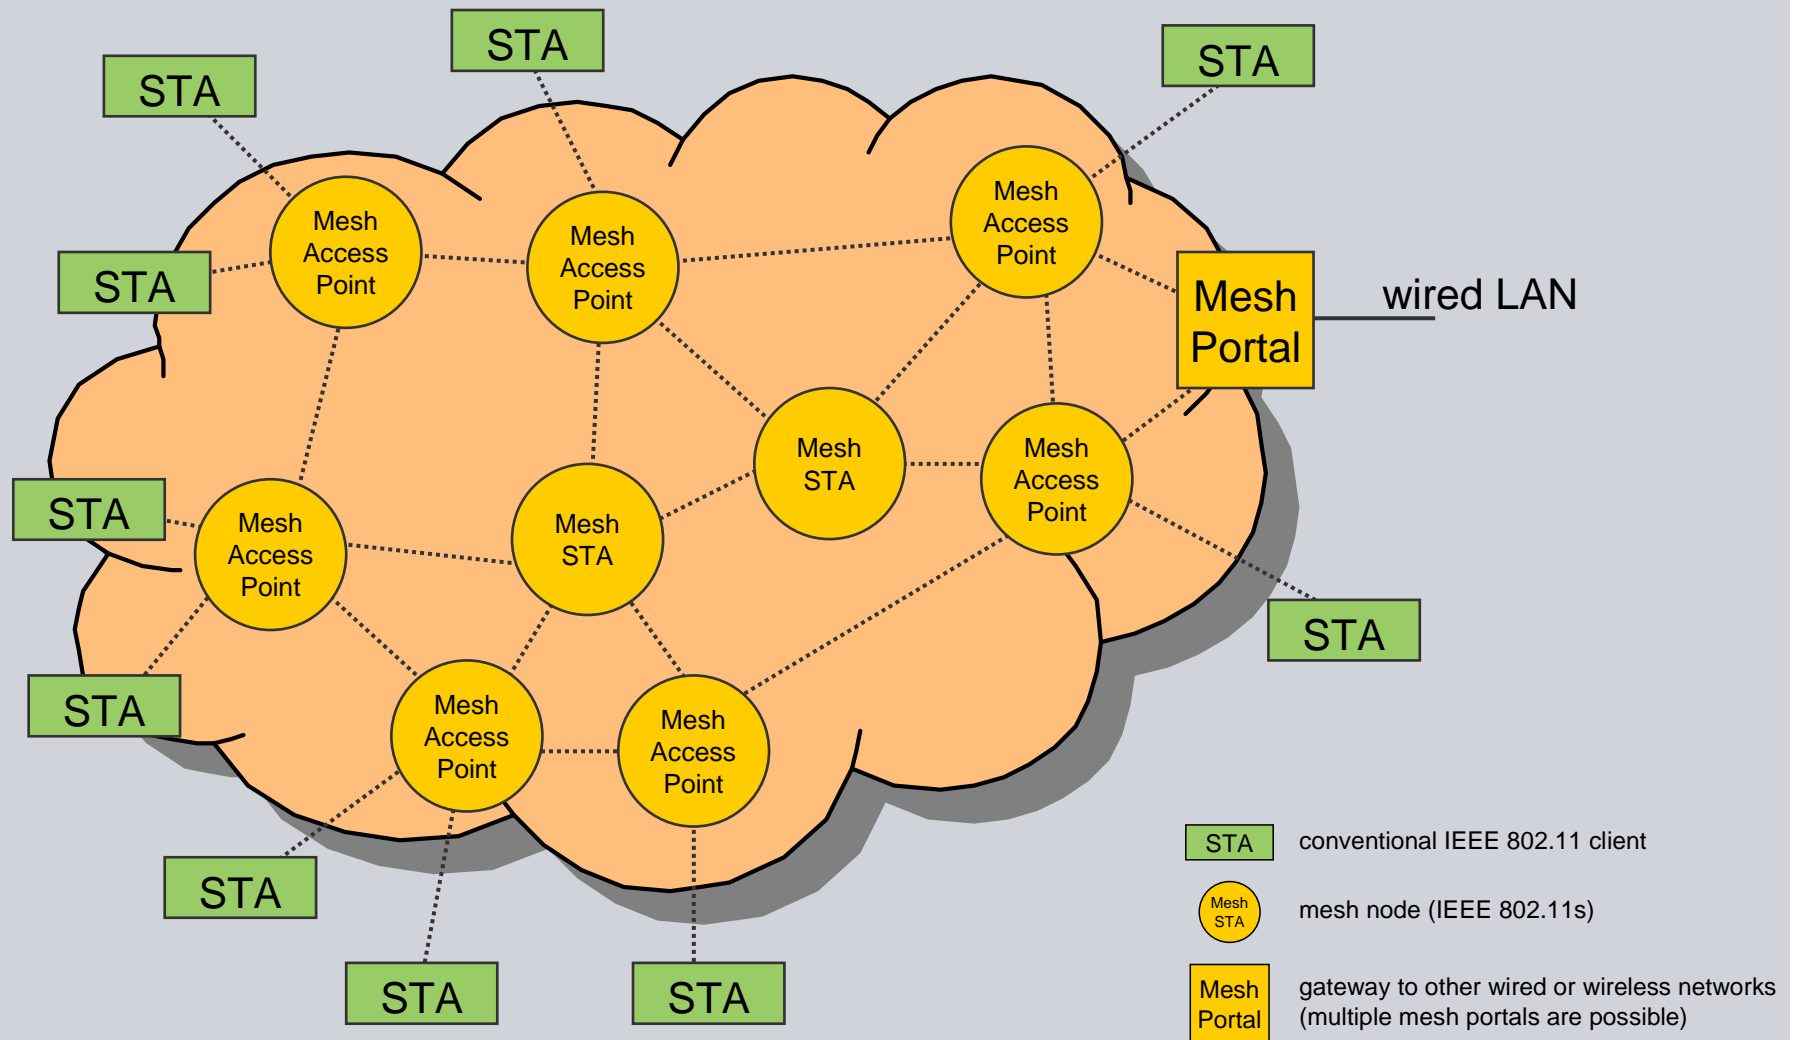 STA
STA
STA
STA
Mesh
Access
Point
Mesh
Access
Point
Mesh
Access
Point
Mesh
Portal
wired LAN
STA
Mesh
Access
Point
Mesh
STA
Mesh
STA
Mesh
Access
Point
STA
STA
Mesh
Access
Point
Mesh
Access
Point
STA
STA
STA
STA
STA conventional IEEE 802.11 client
Mesh
STA
mesh node (IEEE 802.11s)
Mesh
Portal
gateway to other wired or wireless networks
(multiple mesh portals are possible)